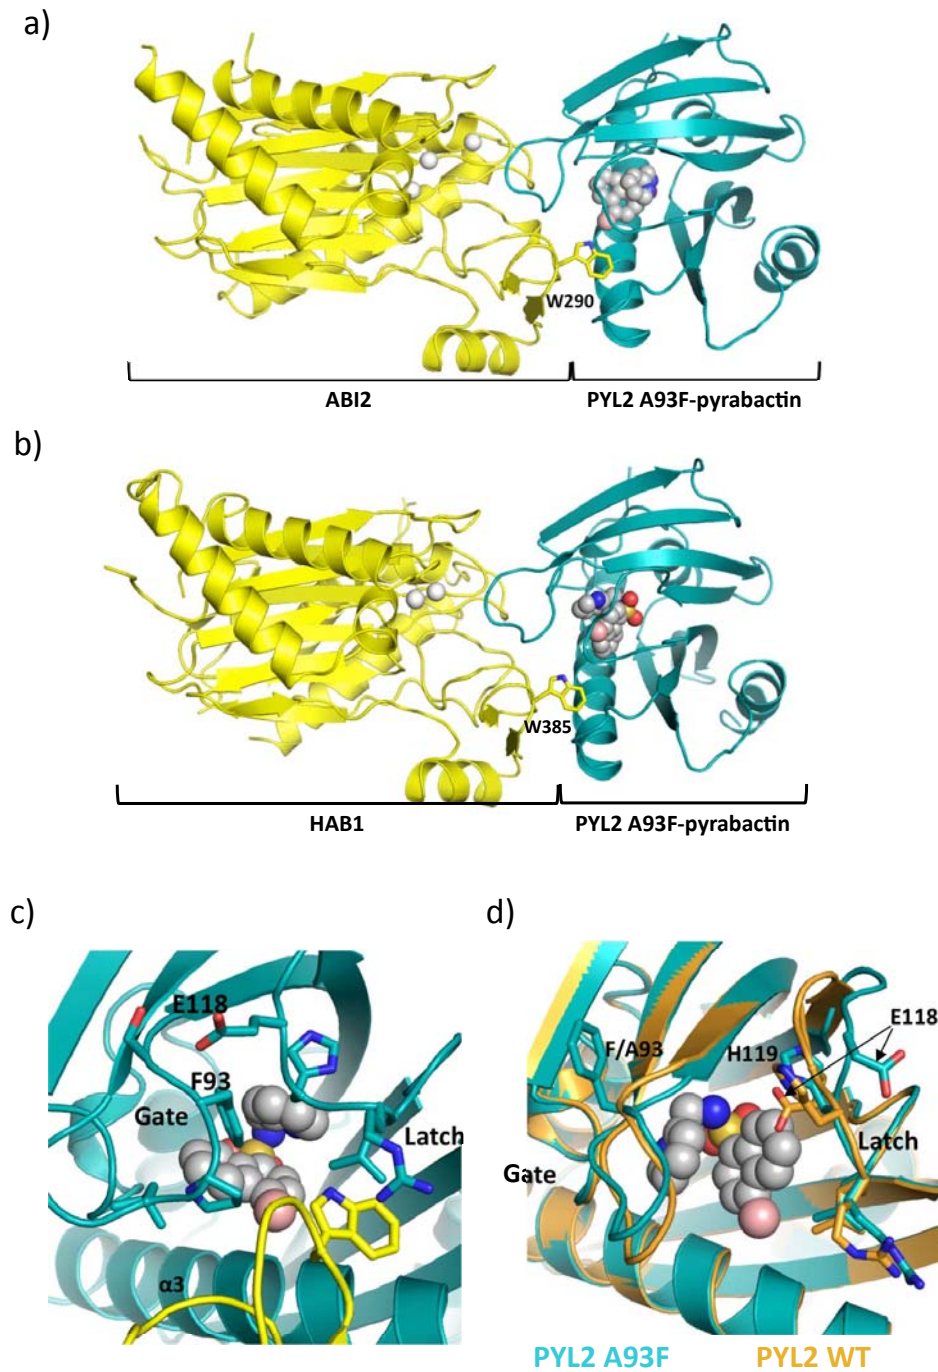 a)
W290
ABI2
PYL2 A93F-pyrabactin
b)
W385
HAB1
PYL2 A93F-pyrabactin
c)
d)
E118
F93
Gate
Latch
α3
E118
F/A93
H119
Latch
Gate
PYL2 A93F
PYL2 WT